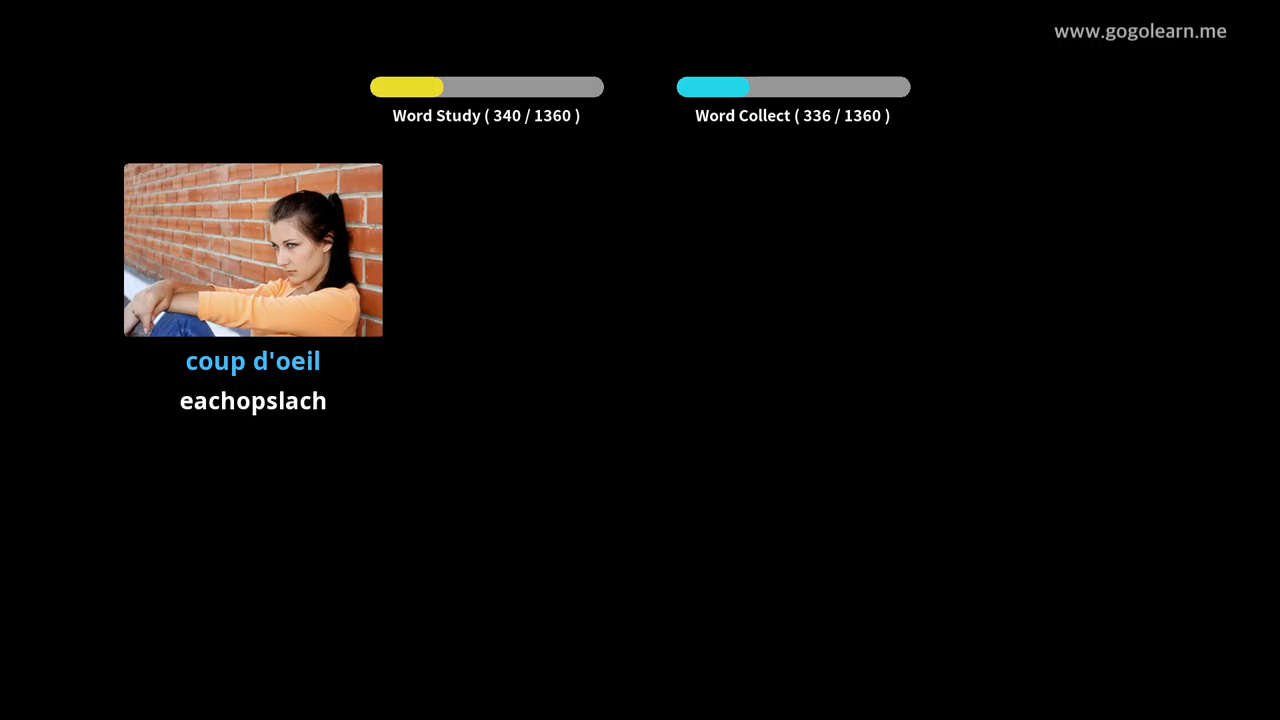 www.gogolearn.me
Word Study ( 340 / 1360 )
Word Collect ( 336 / 1360 )
coup d'oeil
eachopslach